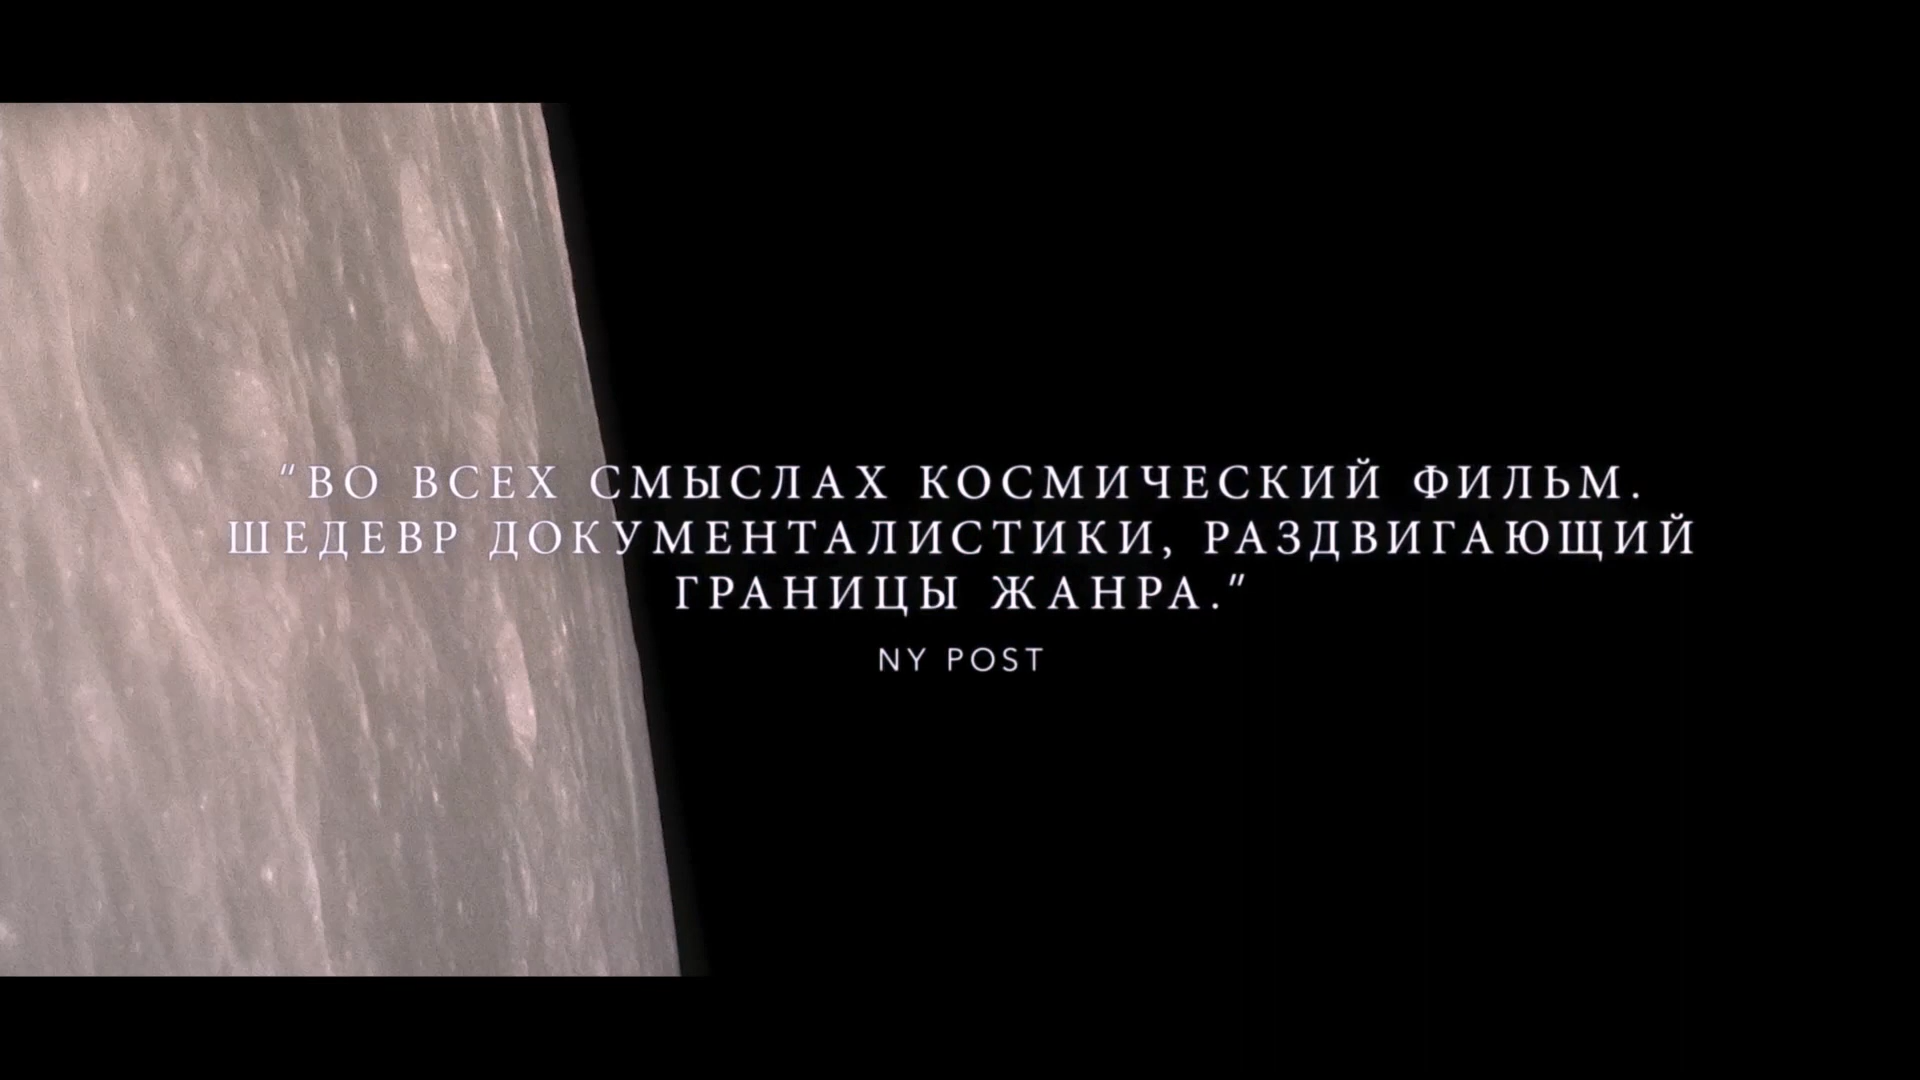 “ВО ВСЕХ СМЫСЛАХ КОСМИЧЕСКИЙ ФИЛЬМ.
ШЕДЕВР ДОКУМЕНТАЛИСТИКИ, РАЗДВИГАЮЩИЙ
ГРАНИЦЫ ЖАНРА.”
NY POST